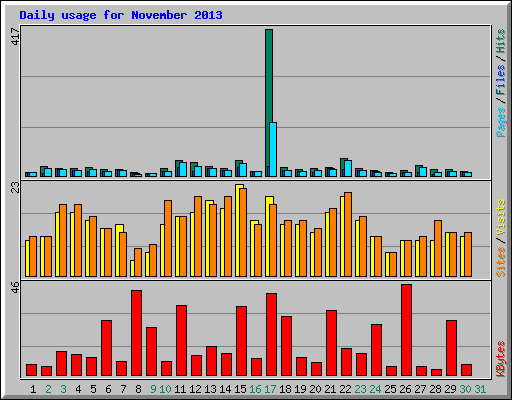 Daily usage for November 2013
417
Pages / Files / Hits
23
Sites / Visits
46
KBytes
1 2 3 4 5 6 7 8 9 10 11 12 13 14 15 16 17 18 19 20 21 22 23 24 25 26 27 28 29 30 31